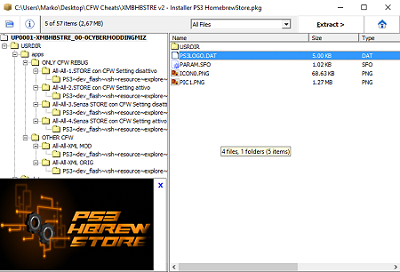 C:\Users\Marko\Desktop\CFW Cheats\XMBHBSTRE v2 - Installer PS3 HomebrewStore.pkg
5 of 57 items (2,67MB)
All Files
Extract >
UP0001-XMBHBSTRE_00-0CYBERMODDINGMIZ
USRDIR
apps
ONLY CFW REBUG
All-All-1.STORE con CFW Setting disattivo
PS3~dev_flash~vsh~resource~explore~
All-All-2.STORE con CFW Setting attivo
PS3~dev_flash~vsh~resource~explore~
All-All-3.Senza STORE con CFW Setting disatti
PS3~dev_flash~vsh~resource~explore~
All-All-4.Senza STORE con CFW Setting attivo
PS3~dev_flash~vsh~resource~explore~
OTHER CFW
All-All-XML MOD
PS3~dev_flash~vsh~resource~explore~
All-All-XML ORIG
PS3~dev_flash~vsh~resource~explore~
Name Size Type
USRDIR
PS3LOGO.DAT 5.00 KB DAT
PARAM.SFO 1.02 KB SFO
ICON0.PNG 68.63 KB PNG
PIC1.PNG 1.27 MB PNG
4 files, 1 folders (5 items)
x
PS3
HBREW
STORE